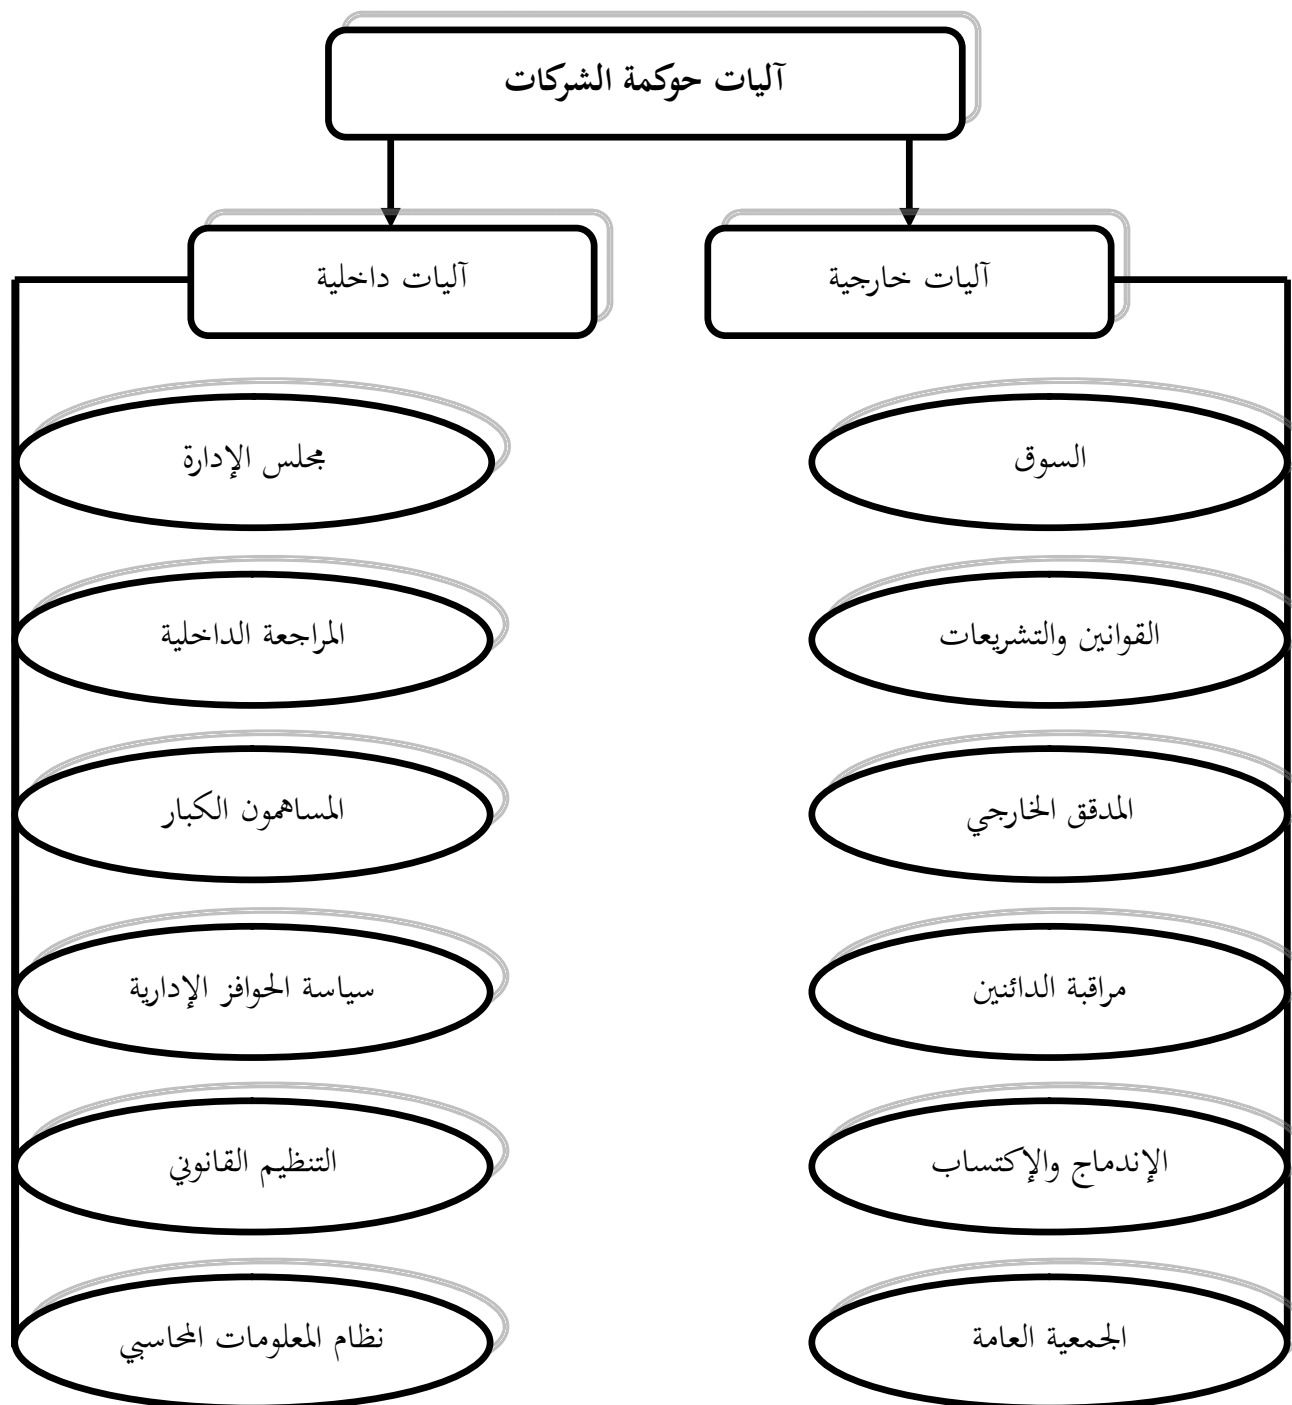 آليات حوكمة الشركات
آليات خارجية
آليات داخلية
السوق
مجلس الإدارة
القوانين والتشريعات
المراجعة الداخلية
المدقق الخارجي
المساهمون الكبار
مراقبة الدائنين
سياسة الحوافز الإدارية
الإندماج والإكتساب
التنظيم القانوني
الجمعية العامة
نظام المعلومات المحاسبي